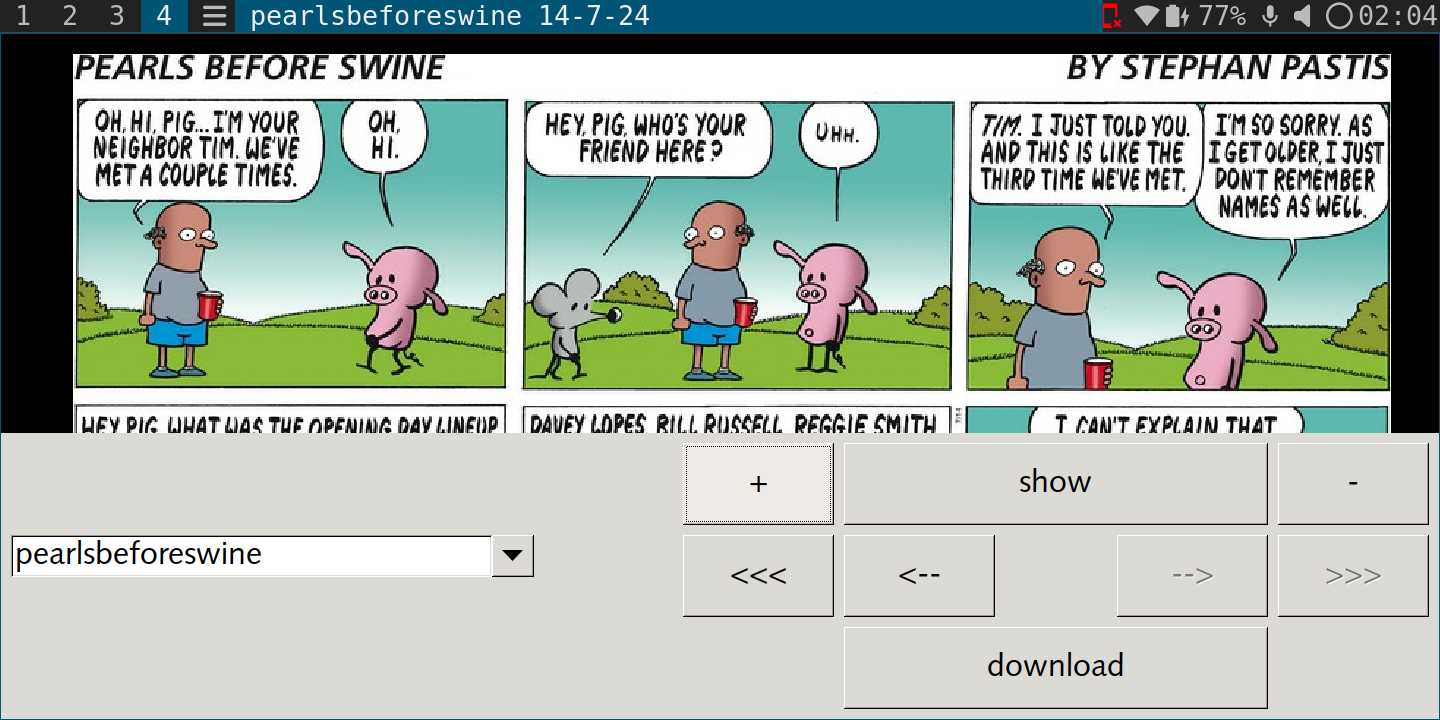 1 2 3 4 ☰ pearlsbeforeswine 14-7-24 77% 02:04
PEARLS BEFORE SWINE BY STEPHAN PASTIS
OH, HI, PIG... I'M YOUR
NEIGHBOR TIM. WE'VE
MET A COUPLE TIMES.
OH,
HI.
HEY, PIG, WHO'S YOUR
FRIEND HERE?
UHH.
TIM. I JUST TOLD YOU.
AND THIS IS LIKE THE
THIRD TIME WE'VE MET.
I'M SO SORRY. AS
I GET OLDER, I JUST
DON'T REMEMBER
NAMES AS WELL.
HEY PIG, WHAT WAS THE OPENING DAY LINEUP
DAVEY LOPES, BILL RUSSELL, REGGIE SMITH
I CAN'T EXPLAIN THAT
+ show -
pearlsbeforeswine
<<< <-- --> >>>
download